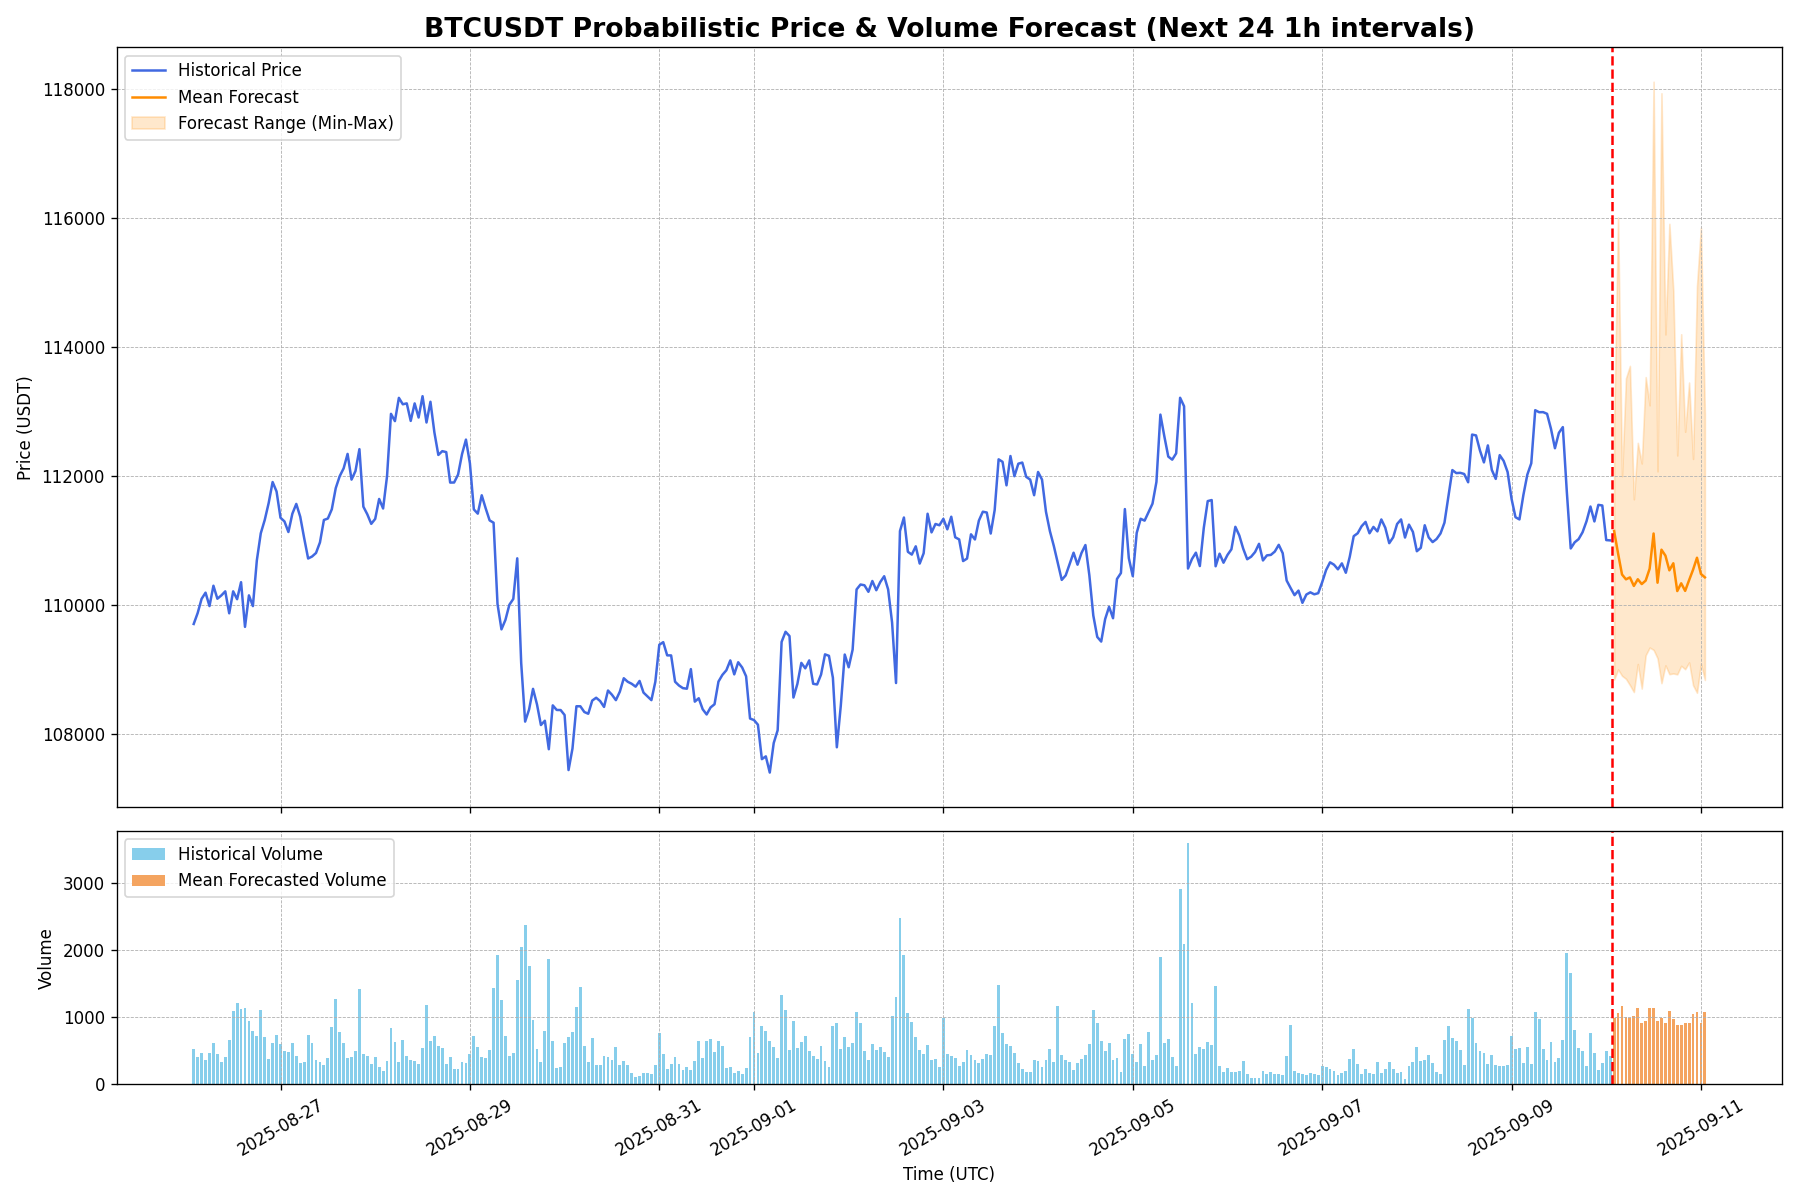 BTCUSDT Probabilistic Price & Volume Forecast (Next 24 1h intervals)
Historical Price
Mean Forecast
Forecast Range (Min-Max)
118000
116000
114000
112000
110000
108000
Price (USDT)
Historical Volume
Mean Forecasted Volume
3000
2000
1000
0
Volume
2025-08-27
2025-08-29
2025-08-31
2025-09-01
2025-09-03
2025-09-05
2025-09-07
2025-09-09
2025-09-11
Time (UTC)